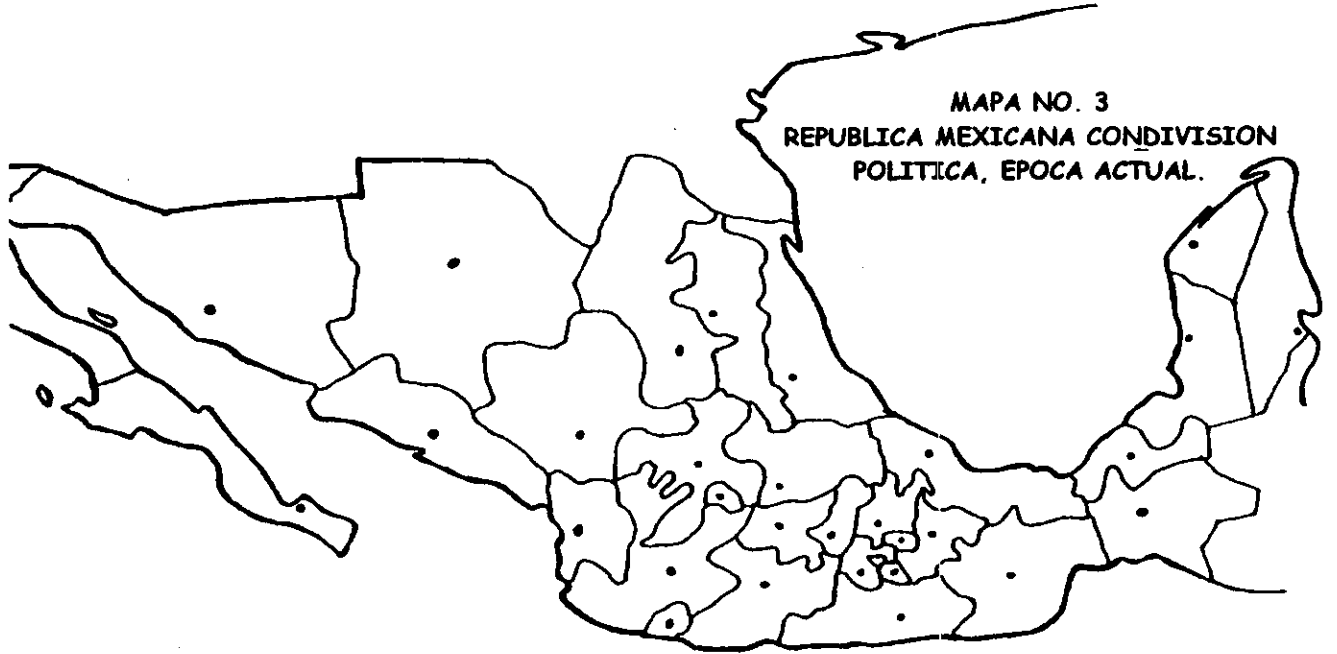 MAPA NO. 3
REPUBLICA MEXICANA CONDIVISION
POLITICA, EPOCA ACTUAL.